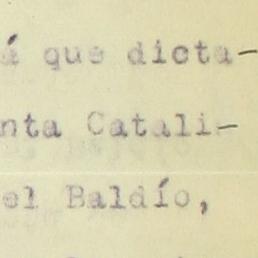 á que dicta-
nta Catali-
el Baldío,